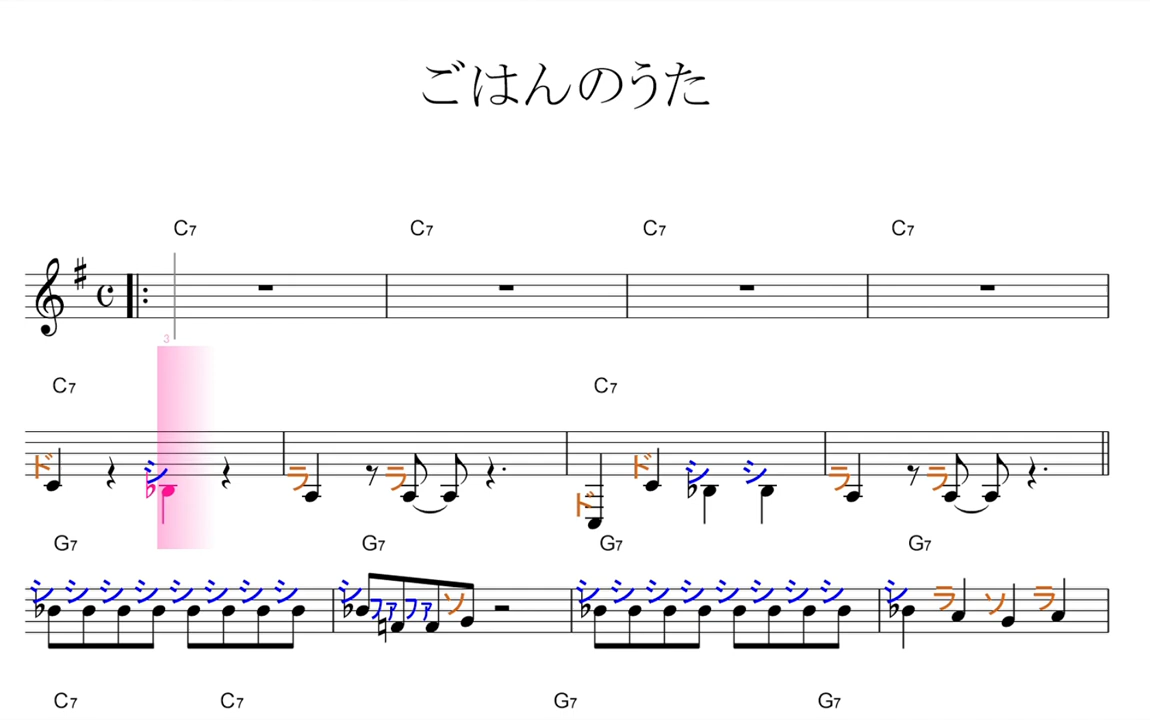 ごはんのうた
C7 C7 C7 C7
3
C7 C7
ド シ ラ ラ ド ド シ シ ラ ラ
G7 G7 G7 G7
シ シ シ シ シ シ シ シ シ ファ ファ ソ シ シ シ シ シ シ シ シ シ ラ ソ ラ
C7 C7 G7 G7